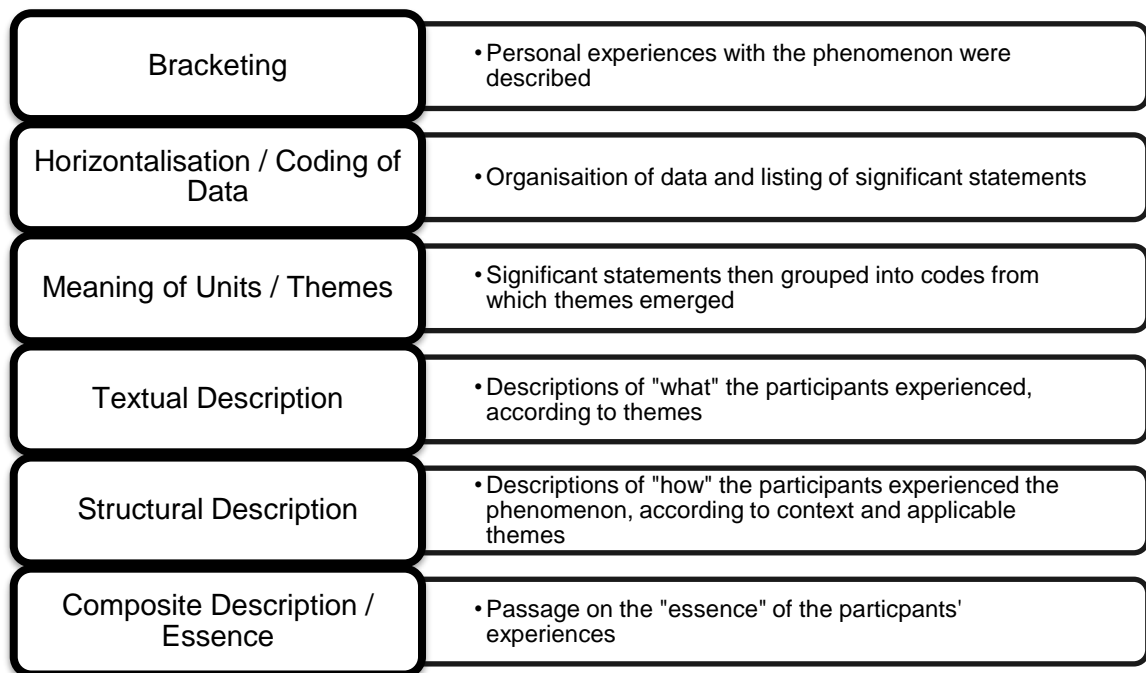 Bracketing
•Personal experiences with the phenomenon were
described
Horizontalisation / Coding of
Data
•Organisaition of data and listing of significant statements
Meaning of Units / Themes
•Significant statements then grouped into codes from
which themes emerged
Textual Description
•Descriptions of "what" the participants experienced,
according to themes
Structural Description
•Descriptions of "how" the participants experienced the
phenomenon, according to context and applicable
themes
Composite Description /
Essence
•Passage on the "essence" of the particpants'
experiences